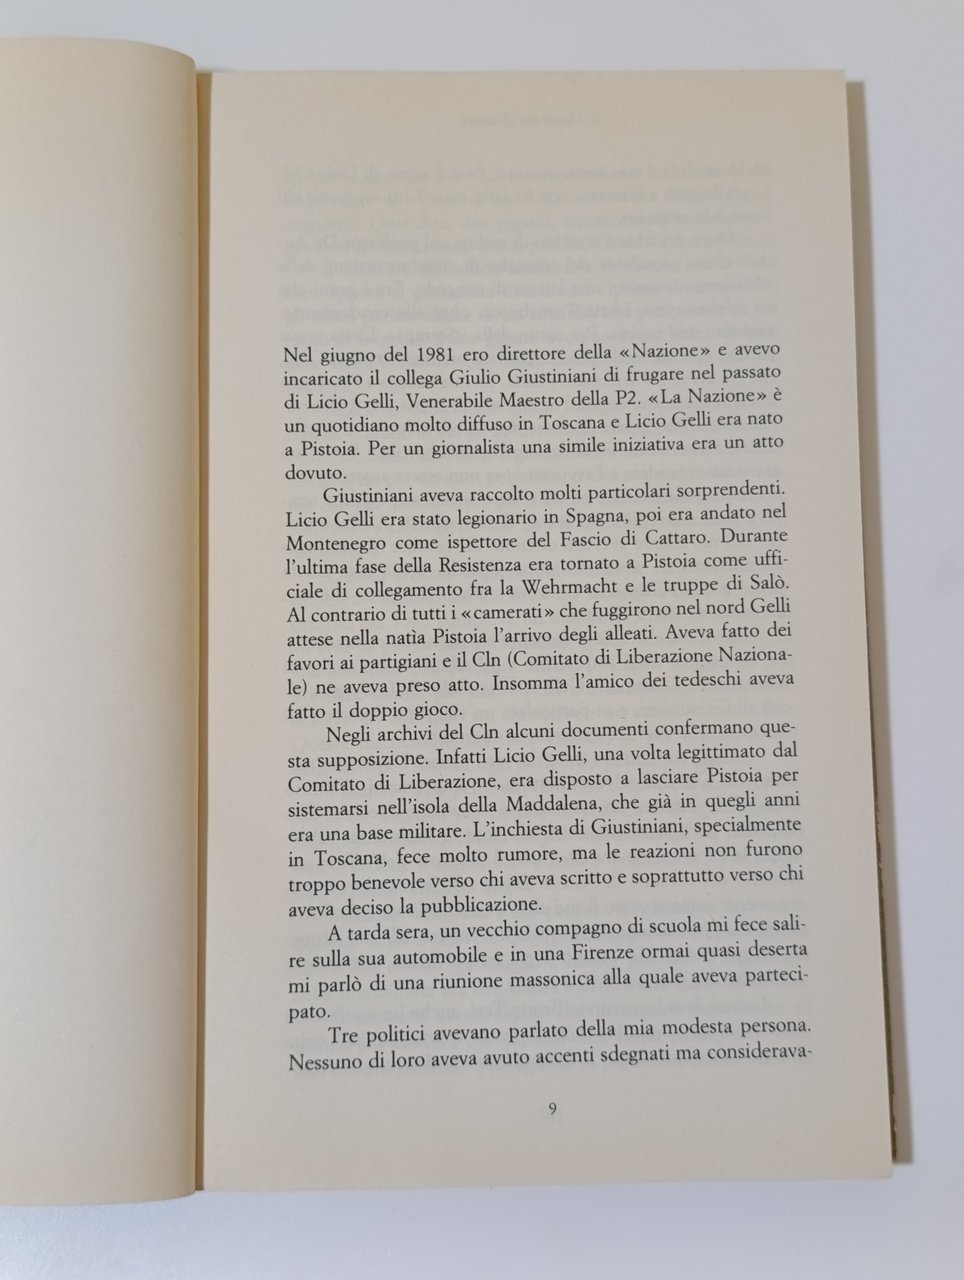 Nel giugno del 1981 ero direttore della «Nazione» e avevo
incaricato il collega Giulio Giustiniani di frugare nel passato
di Licio Gelli, Venerabile Maestro della P2. «La Nazione» è
un quotidiano molto diffuso in Toscana e Licio Gelli era nato
a Pistoia. Per un giornalista una simile iniziativa era un atto
dovuto.
Giustiniani aveva raccolto molti particolari sorprendenti.
Licio Gelli era stato legionario in Spagna, poi era andato nel
Montenegro come ispettore del Fascio di Cattaro. Durante
l'ultima fase della Resistenza era tornato a Pistoia come uffi-
ciale di collegamento fra la Wehrmacht e le truppe di Salò.
Al contrario di tutti i «camerati» che fuggirono nel nord Gelli
attese nella natìa Pistoia l'arrivo degli alleati. Aveva fatto dei
favori ai partigiani e il Cln (Comitato di Liberazione Naziona-
le) ne aveva preso atto. Insomma l'amico dei tedeschi aveva
fatto il doppio gioco.
Negli archivi del Cln alcuni documenti confermano que-
sta supposizione. Infatti Licio Gelli, una volta legittimato dal
Comitato di Liberazione, era disposto a lasciare Pistoia per
sistemarsi nell'isola della Maddalena, che già in quegli anni
era una base militare. L'inchiesta di Giustiniani, specialmente
in Toscana, fece molto rumore, ma le reazioni non furono
troppo benevole verso chi aveva scritto e soprattutto verso chi
aveva deciso la pubblicazione.
A tarda sera, un vecchio compagno di scuola mi fece sali-
re sulla sua automobile e in una Firenze ormai quasi deserta
mi parlò di una riunione massonica alla quale aveva parteci-
pato.
Tre politici avevano parlato della mia modesta persona.
Nessuno di loro aveva avuto accenti sdegnati ma considerava-
9